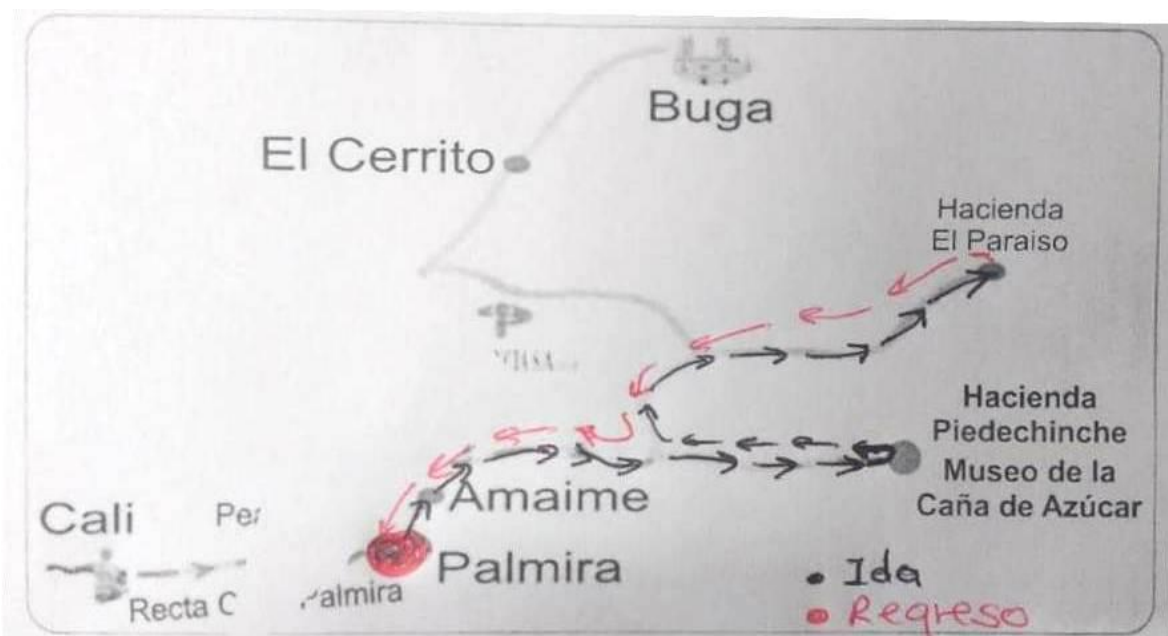 Buga
El Cerrito
Hacienda
El Paraiso
Hacienda
Piedechinche
Museo de la
Caña de Azúcar
Amaime
Cali
Palmira
Recta C
Ida
Regreso